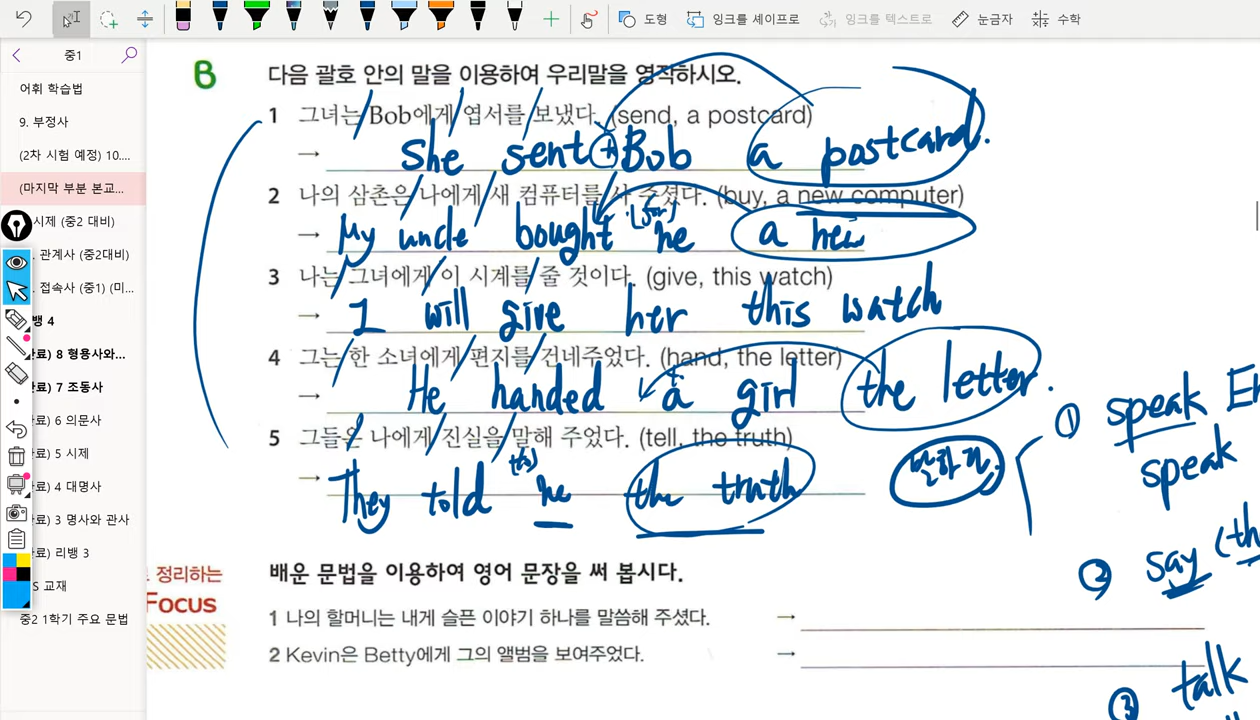 도형
잉크를 셰이프로
잉크를 텍스트로
눈금자
수학
중1
어휘 학습법
9. 부정사
(2차 시험 예정) 10....
(마지막 부분 본교...
시제 (중2 대비)
관계사 (중2대비)
접속사 (중1) (미...
뱅 4
료) 8 형용사와...
료) 7 조동사
료) 6 의문사
료) 5 시제
료) 4 대명사
료) 3 명사와 관사
료) 리뱅 3
S 교재
중2 1학기 주요 문법
B 다음 괄호 안의 말을 이용하여 우리말을 영작하시오.
1 그녀는 Bob에게 엽서를 보냈다. (send, a postcard)
→ She sent Bob a postcard.
2 나의 삼촌은 나에게 새 컴퓨터를 사 주셨다. (buy, a new computer)
(for)
→ My uncle bought me a new
3 나는 그녀에게 이 시계를 줄 것이다. (give, this watch)
→ I will give her this watch
4 그는 한 소녀에게 편지를 건네주었다. (hand, the letter)
→ He handed a girl the letter.
5 그들은 나에게 진실을 말해 주었다. (tell, the truth)
(to)
→ They told me the truth
말하다
① speak En
speak
② say (th
③ talk
정리하는
Focus
배운 문법을 이용하여 영어 문장을 써 봅시다.
1 나의 할머니는 내게 슬픈 이야기 하나를 말씀해 주셨다. →
2 Kevin은 Betty에게 그의 앨범을 보여주었다. →